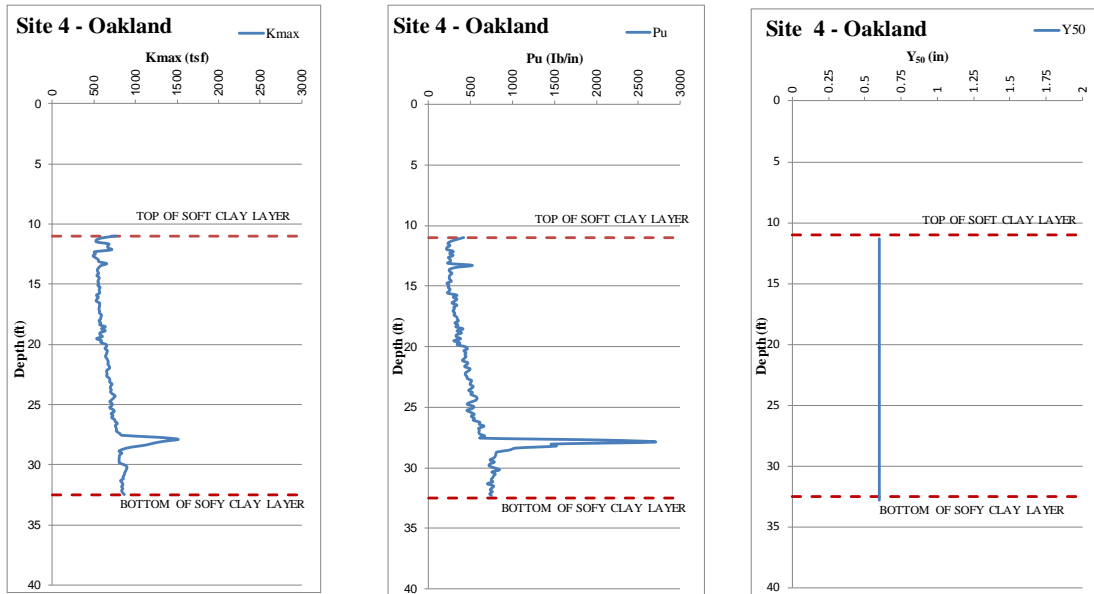 Site 4 - Oakland
Kmax
Kmax (tsf)
0 500 1000 1500 2000 2500 3000
0
5
10
15
20
25
30
35
40
Depth (ft)
TOP OF SOFT CLAY LAYER
BOTTOM OF SOFY CLAY LAYER
Site 4 - Oakland
Pu
Pu (Ib/in)
0 500 1000 1500 2000 2500 3000
0
5
10
15
20
25
30
35
40
Depth (ft)
TOP OF SOFT CLAY LAYER
BOTTOM OF SOFY CLAY LAYER
Site 4 - Oakland
Y50
Y₅₀ (in)
0 0.25 0.5 0.75 1 1.25 1.5 1.75 2
0
5
10
15
20
25
30
35
40
Depth (ft)
TOP OF SOFT CLAY LAYER
BOTTOM OF SOFY CLAY LAYER